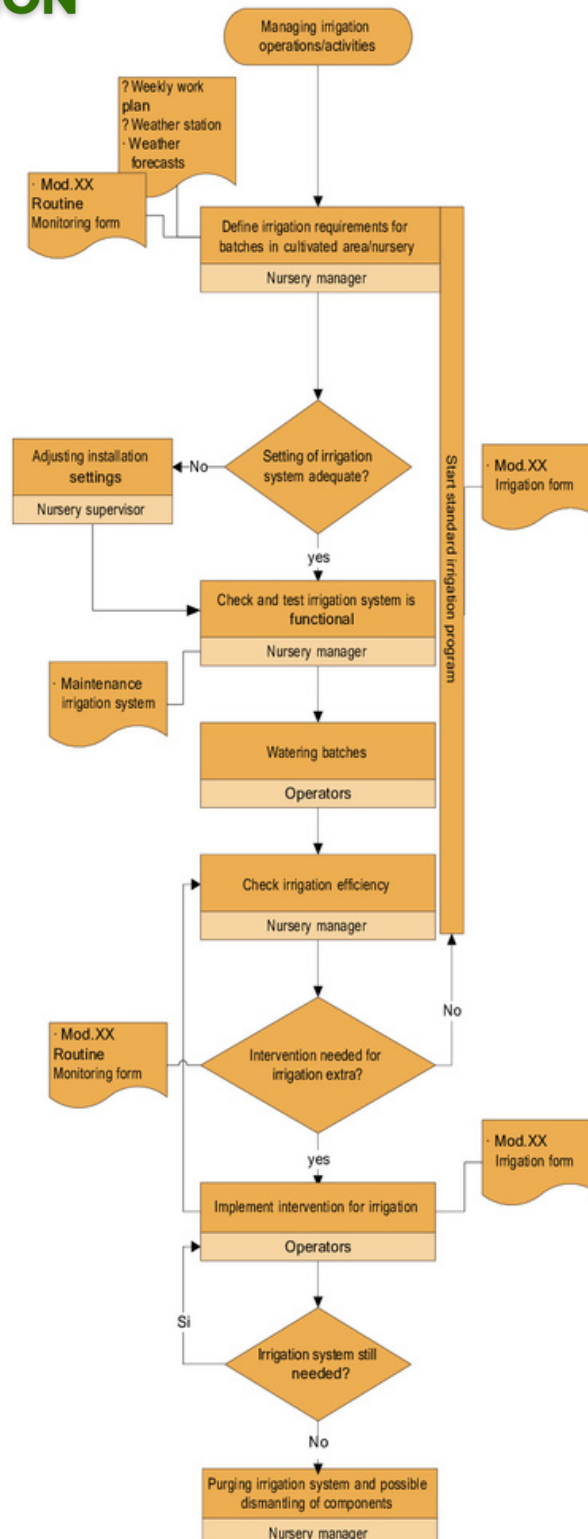 ON
Managing irrigation
operations/activities
? Weekly work
plan
? Weather station
· Weather
forecasts
· Mod.XX
Routine
Monitoring form
Define irrigation requirements for
batches in cultivated area/nursery
Nursery manager
Start standard irrigation program
Setting of irrigation
system adequate?
No
Adjusting installation
settings
Nursery supervisor
· Mod.XX
Irrigation form
yes
Check and test irrigation system is
functional
Nursery manager
· Maintenance
irrigation system
Watering batches
Operators
Check irrigation efficiency
Nursery manager
No
Intervention needed for
irrigation extra?
· Mod.XX
Routine
Monitoring form
yes
· Mod.XX
Irrigation form
Implement intervention for irrigation
Operators
Si
Irrigation system still
needed?
No
Purging irrigation system and possible
dismantling of components
Nursery manager